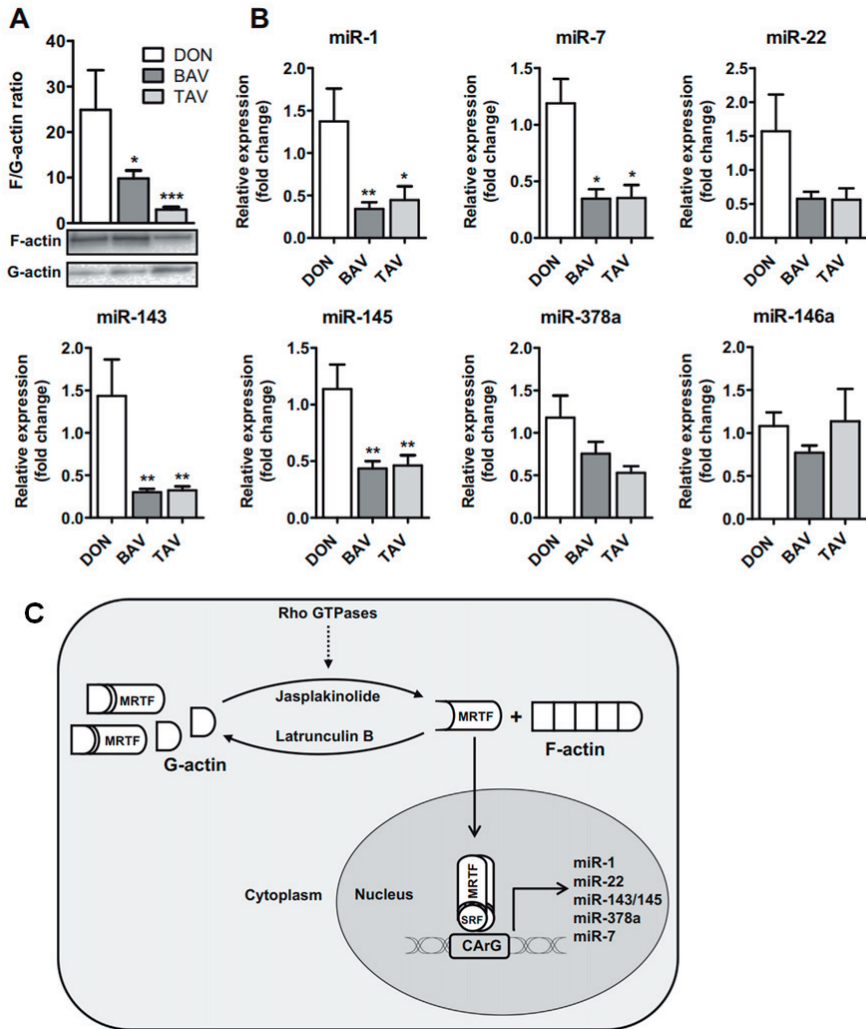 A
F/G-actin ratio
40
30
20
10
0
DON
BAV
TAV
*
***
F-actin
G-actin
B
miR-1
Relative expression
(fold change)
2.0
1.5
1.0
0.5
0.0
**
*
DON
BAV
TAV
miR-7
Relative expression
(fold change)
1.5
1.0
0.5
0.0
*
*
DON
BAV
TAV
miR-22
Relative expression
(fold change)
2.5
2.0
1.5
1.0
0.5
0.0
DON
BAV
TAV
miR-143
Relative expression
(fold change)
2.0
1.5
1.0
0.5
0.0
**
**
DON
BAV
TAV
miR-145
Relative expression
(fold change)
1.5
1.0
0.5
0.0
**
**
DON
BAV
TAV
miR-378a
Relative expression
(fold change)
2.0
1.5
1.0
0.5
0.0
DON
BAV
TAV
miR-146a
Relative expression
(fold change)
2.0
1.5
1.0
0.5
0.0
DON
BAV
TAV
C
Rho GTPases
MRTF
MRTF
G-actin
Jasplakinolide
Latrunculin B
MRTF
+
F-actin
Cytoplasm
Nucleus
MRTF
SRF
CArG
miR-1
miR-22
miR-143/145
miR-378a
miR-7